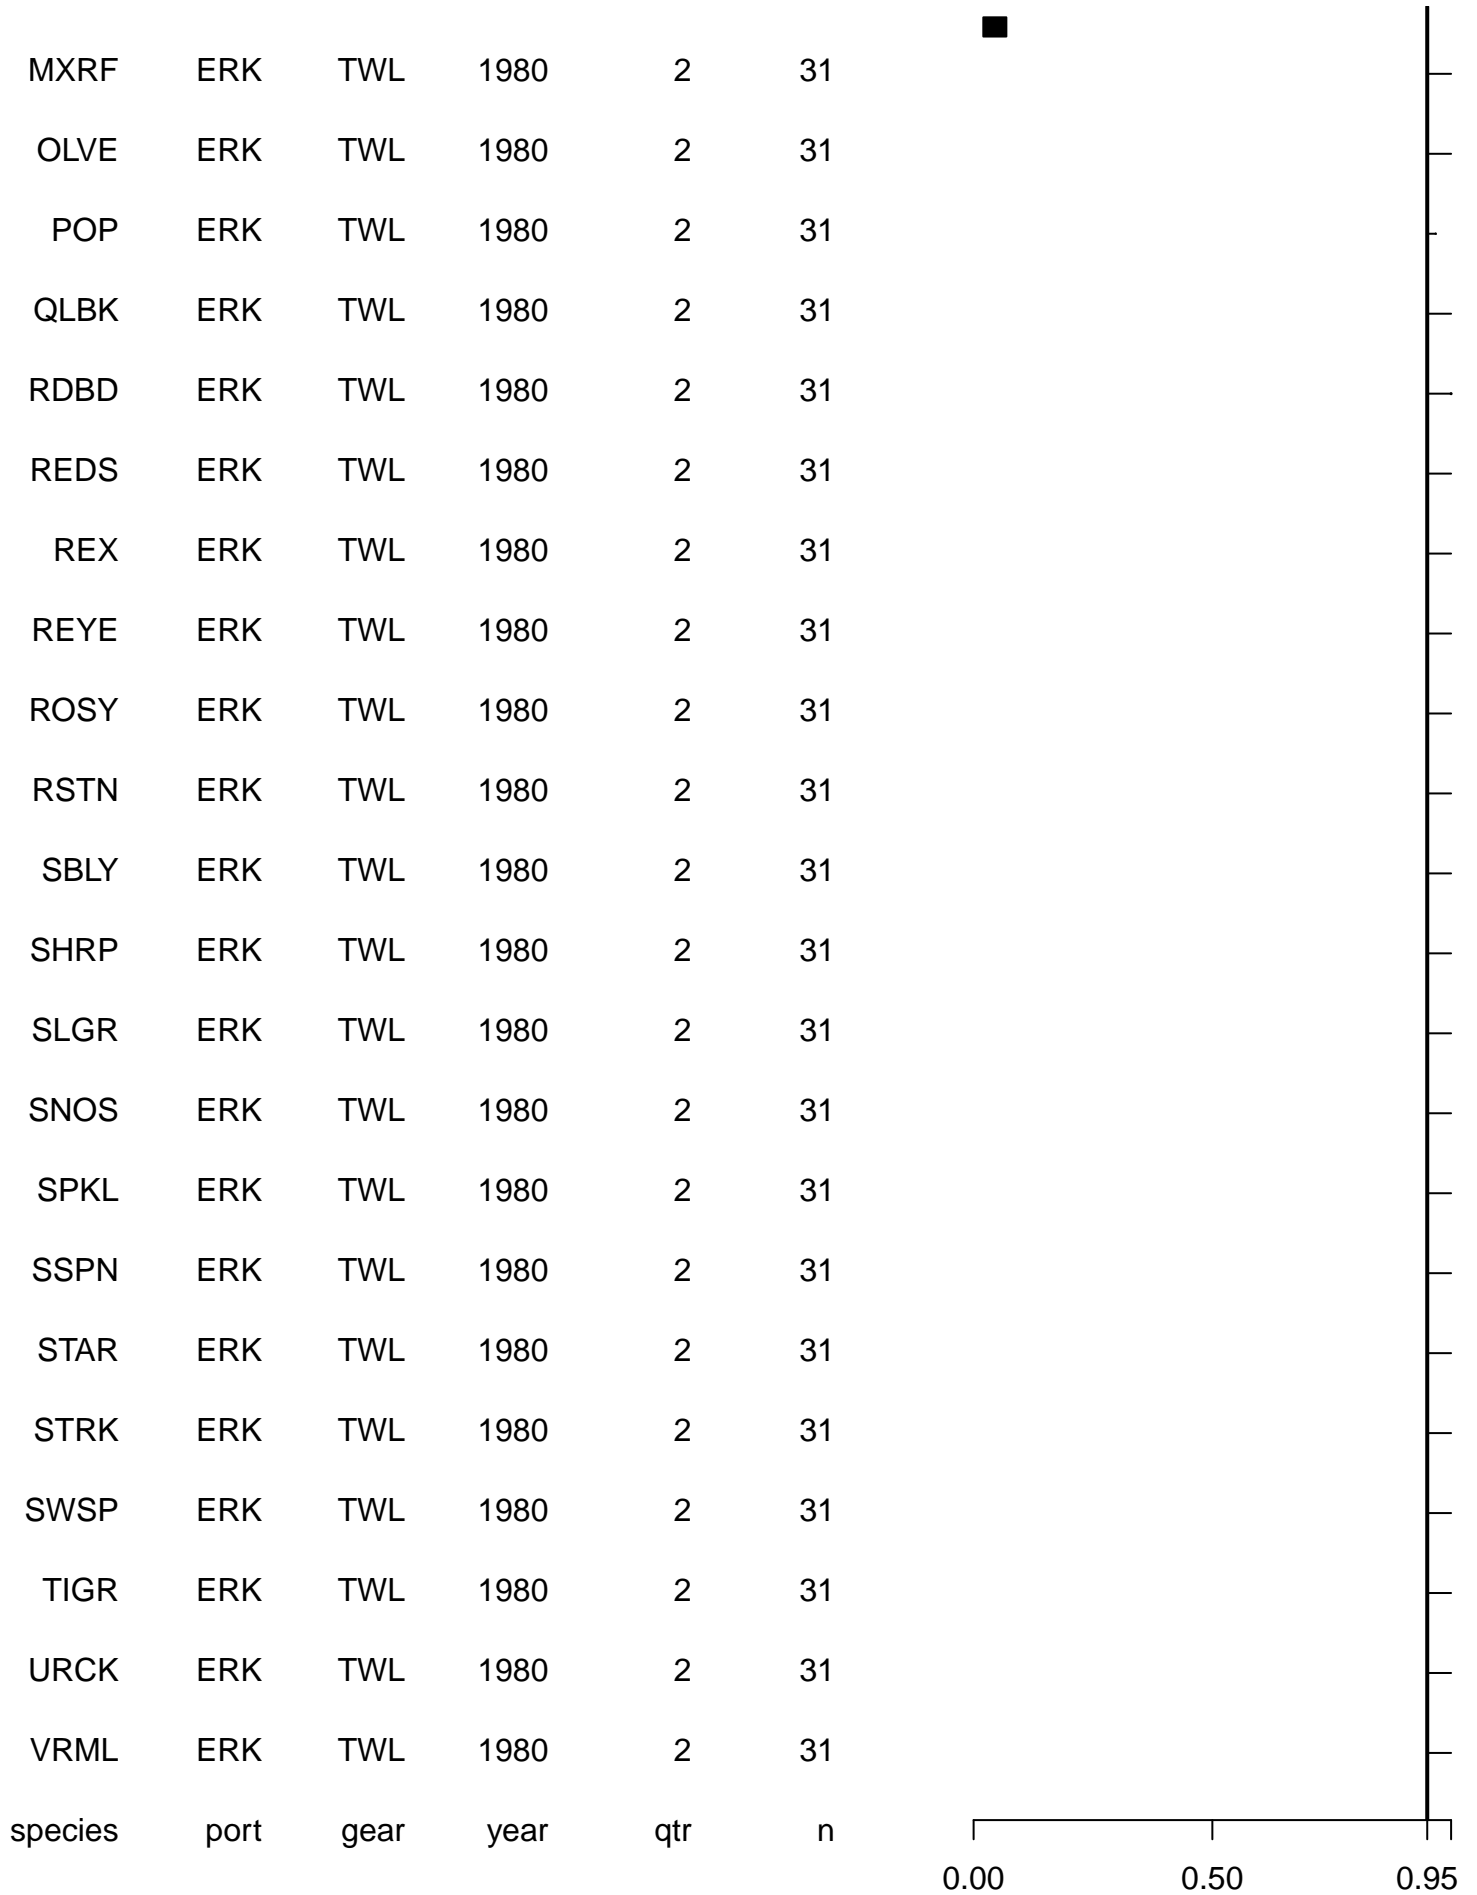 MXRF ERK TWL 1980 2 31
OLVE ERK TWL 1980 2 31
POP ERK TWL 1980 2 31
QLBK ERK TWL 1980 2 31
RDBD ERK TWL 1980 2 31
REDS ERK TWL 1980 2 31
REX ERK TWL 1980 2 31
REYE ERK TWL 1980 2 31
ROSY ERK TWL 1980 2 31
RSTN ERK TWL 1980 2 31
SBLY ERK TWL 1980 2 31
SHRP ERK TWL 1980 2 31
SLGR ERK TWL 1980 2 31
SNOS ERK TWL 1980 2 31
SPKL ERK TWL 1980 2 31
SSPN ERK TWL 1980 2 31
STAR ERK TWL 1980 2 31
STRK ERK TWL 1980 2 31
SWSP ERK TWL 1980 2 31
TIGR ERK TWL 1980 2 31
URCK ERK TWL 1980 2 31
VRML ERK TWL 1980 2 31
species port gear year qtr n
0.00 0.50 0.95